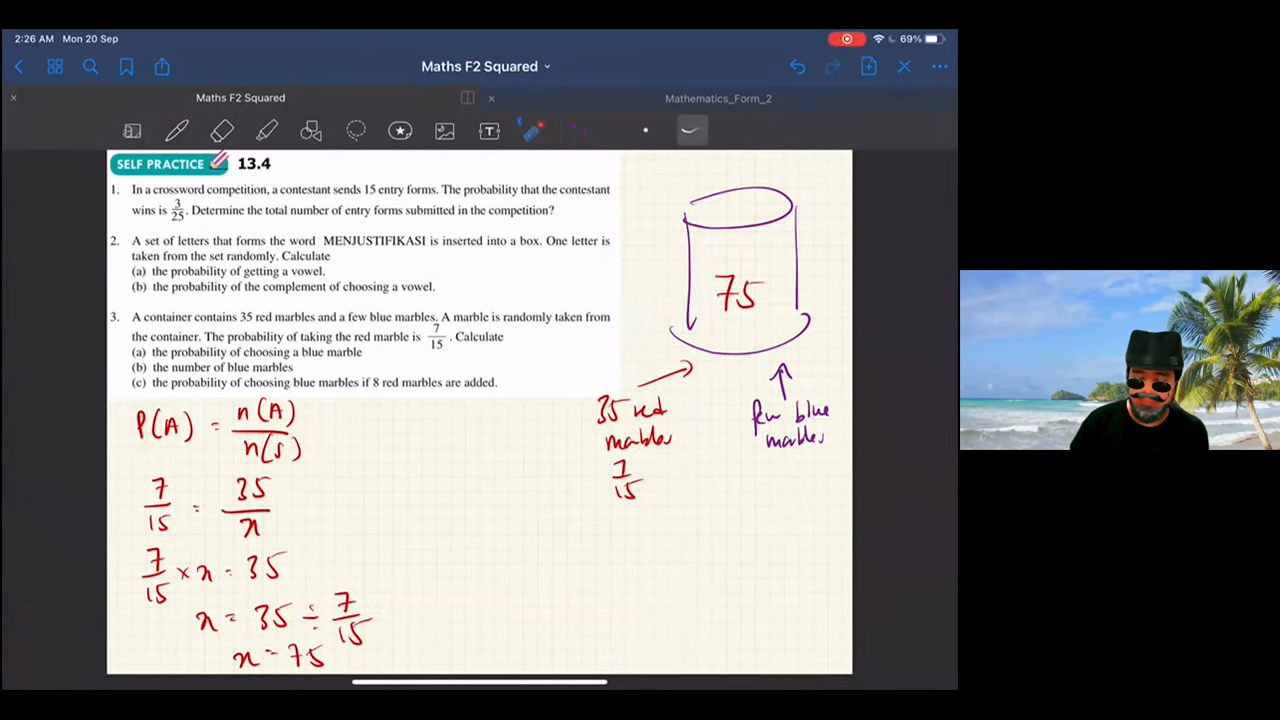 2:26 AM Mon 20 Sep
69%
Maths F2 Squared
Maths F2 Squared
Mathematics_Form_2
SELF PRACTICE 13.4
1. In a crossword competition, a contestant sends 15 entry forms. The probability that the contestant
wins is 3/25. Determine the total number of entry forms submitted in the competition?
2. A set of letters that forms the word MENJUSTIFIKASI is inserted into a box. One letter is
taken from the set randomly. Calculate
(a) the probability of getting a vowel.
(b) the probability of the complement of choosing a vowel.
3. A container contains 35 red marbles and a few blue marbles. A marble is randomly taken from
the container. The probability of taking the red marble is 7/15. Calculate
(a) the probability of choosing a blue marble
(b) the number of blue marbles
(c) the probability of choosing blue marbles if 8 red marbles are added.
P(A) = n(A)/n(S)
7/15 = 35/x
7/15 × x = 35
x = 35 ÷ 7/15
x = 75
75
35 red
marbles
7/15
few blue
marbles